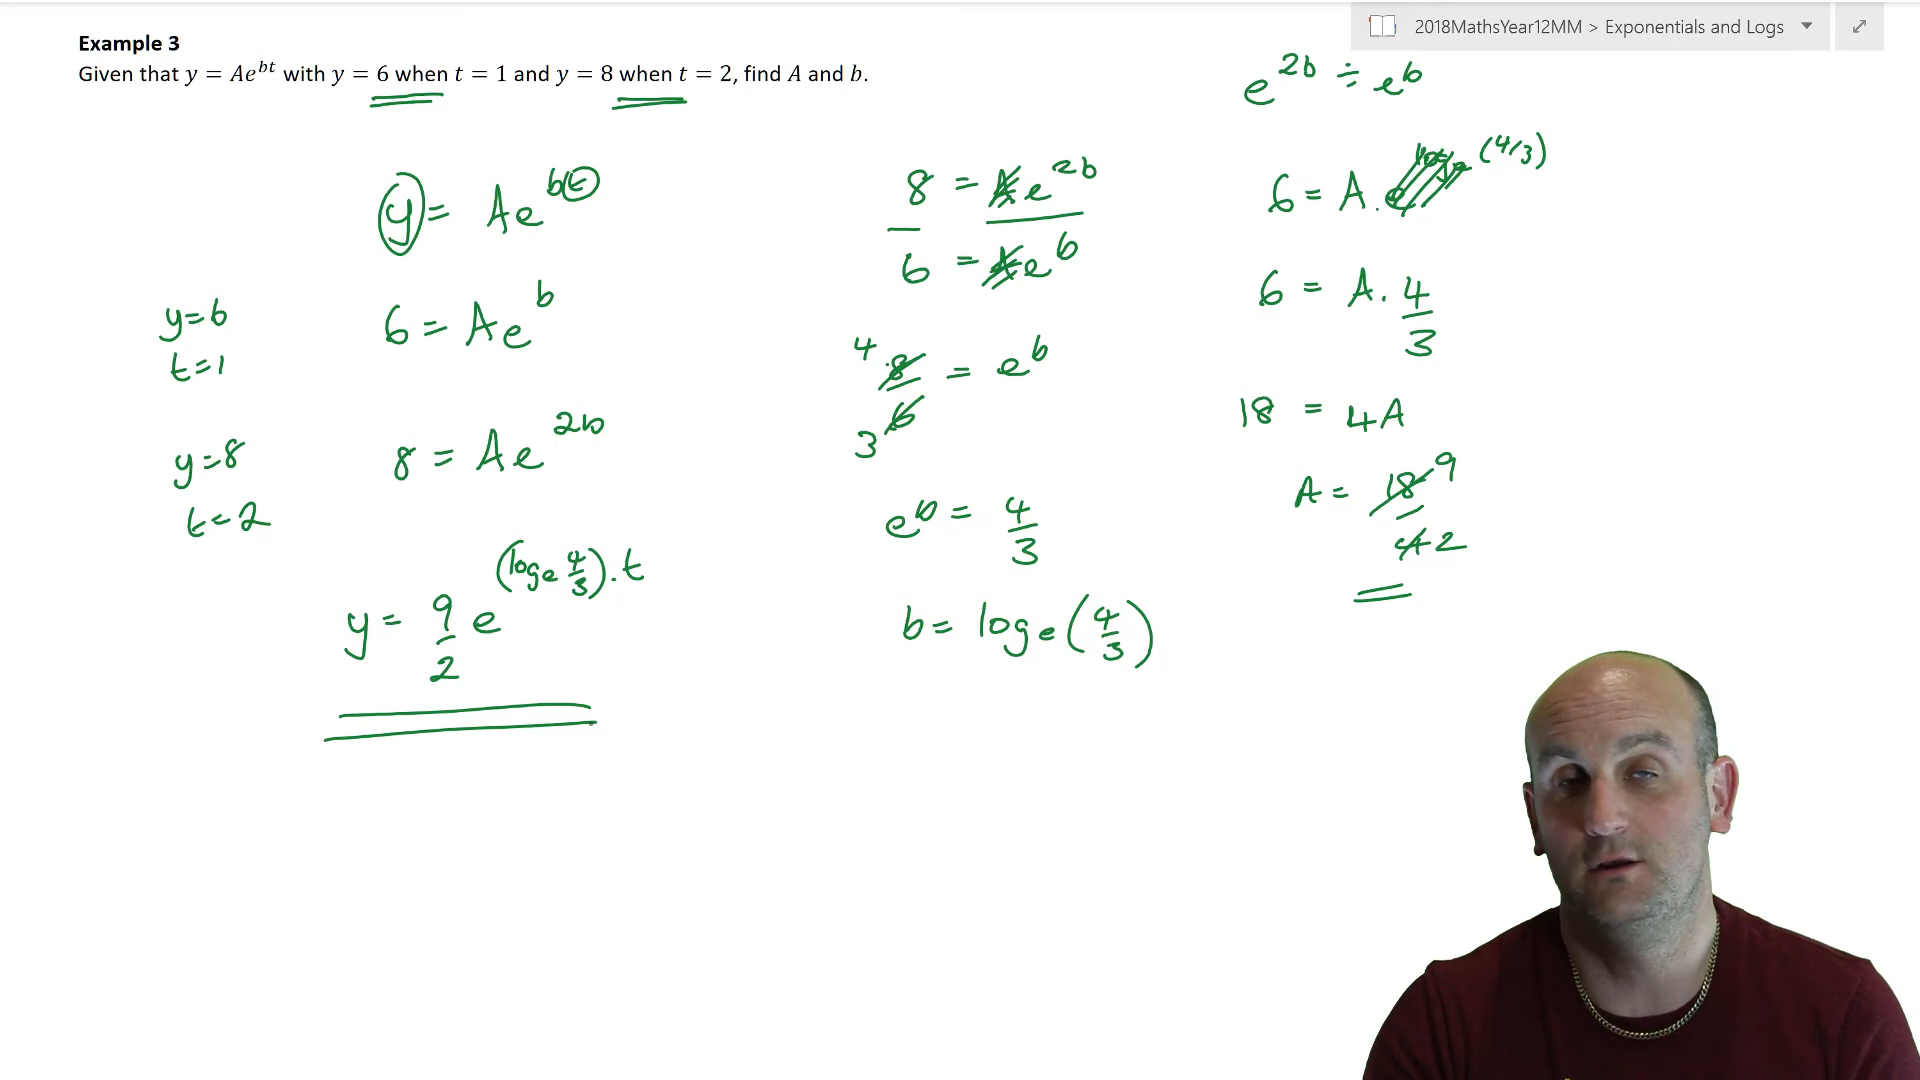 2018MathsYear12MM > Exponentials and Logs
Example 3
Given that y = Ae^{bt} with y = 6 when t = 1 and y = 8 when t = 2, find A and b.
y = Ae^{bt}
y=6
t=1
6 = Ae^{b}
y=8
t=2
8 = Ae^{2b}
y = 9/2 e^{(log_e 4/3).t}
8 = Ae^{2b}
6 = Ae^{b}
4 8 = e^{b}
3 6
e^{b} = 4/3
b = log_e(4/3)
e^{2b} ÷ e^{b}
6 = A.e^{log_e (4/3)}
6 = A. 4/3
18 = 4A
A = 18 9
4 2